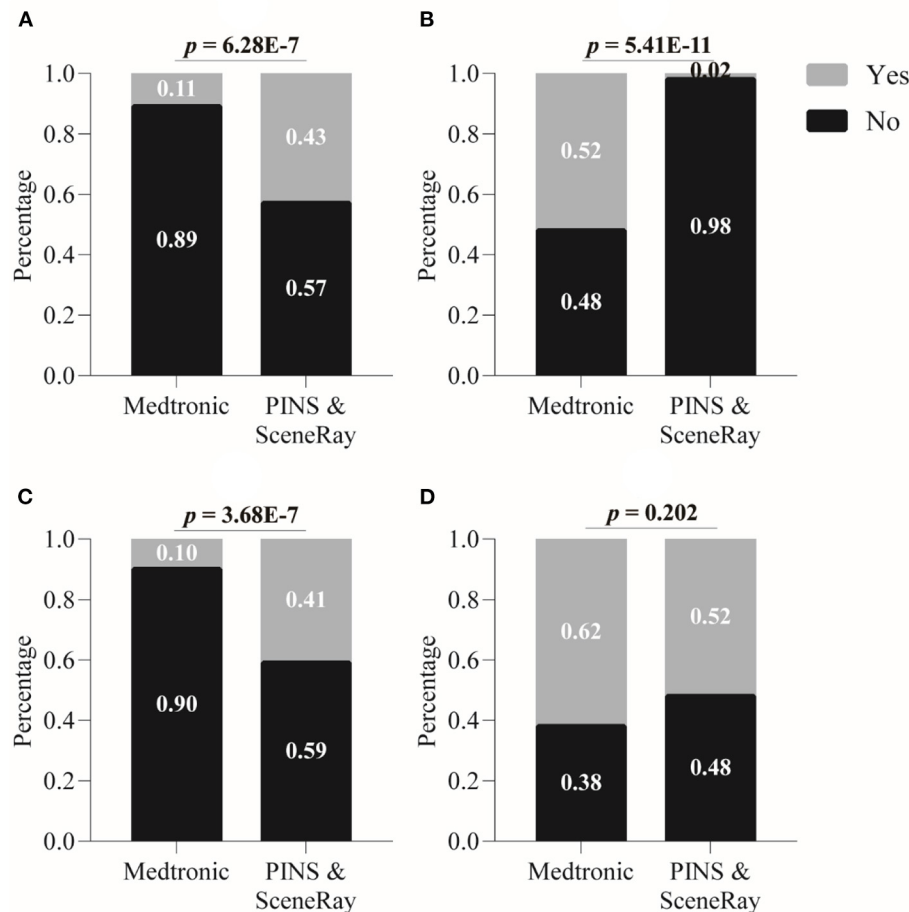 A
p = 6.28E-7
Percentage
1.0
0.8
0.6
0.4
0.2
0.0
0.11
0.89
0.43
0.57
Medtronic
PINS &
SceneRay
B
p = 5.41E-11
Percentage
1.0
0.8
0.6
0.4
0.2
0.0
0.52
0.48
0.02
0.98
Medtronic
PINS &
SceneRay
Yes
No
C
p = 3.68E-7
Percentage
1.0
0.8
0.6
0.4
0.2
0.0
0.10
0.90
0.41
0.59
Medtronic
PINS &
SceneRay
D
p = 0.202
Percentage
1.0
0.8
0.6
0.4
0.2
0.0
0.62
0.38
0.52
0.48
Medtronic
PINS &
SceneRay